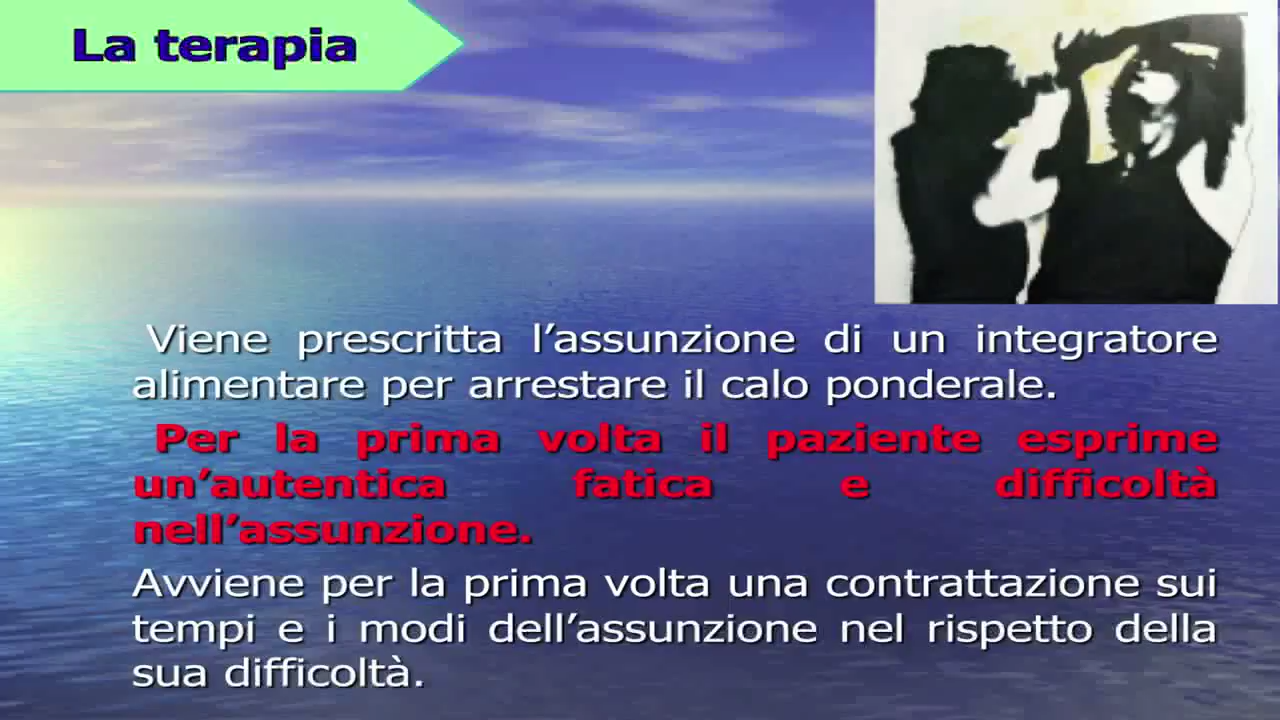 La terapia
Viene prescritta l'assunzione di un integratore
alimentare per arrestare il calo ponderale.
Per la prima volta il paziente esprime
un'autentica fatica e difficoltà
nell'assunzione.
Avviene per la prima volta una contrattazione sui
tempi e i modi dell'assunzione nel rispetto della
sua difficoltà.